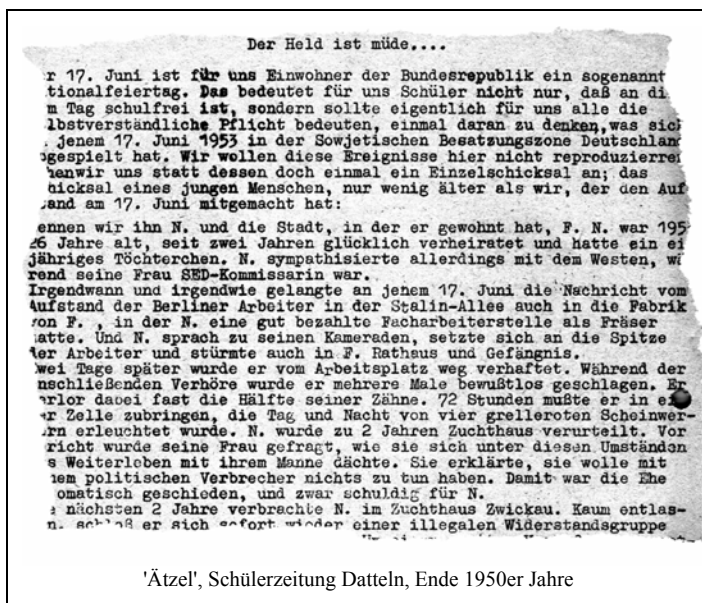 Der Held ist müde....
r 17. Juni ist für uns Einwohner der Bundesrepublik ein sogenannt
tionalfeiertag. Das bedeutet für uns Schüler nicht nur, daß an di
m Tag schulfrei ist, sondern sollte eigentlich für uns alle die
lbstverständliche Pflicht bedeuten, einmal daran zu denken, was sic
jenem 17. Juni 1953 in der Sowjetischen Besatzungszone Deutschland
gespielt hat. Wir wollen diese Ereignisse hier nicht reproduzierre
henwir uns statt dessen doch einmal ein Einzelschicksal an; das
hicksal eines jungen Menschen, nur wenig älter als wir, der den Auf
and am 17. Juni mitgemacht hat:
ennen wir ihn N. und die Stadt, in der er gewohnt hat, F. N. war 195
26 Jahre alt, seit zwei Jahren glücklich verheiratet und hatte ein ei
jähriges Töchterchen. N. sympathisierte allerdings mit dem Westen, wä
rend seine Frau SED-Kommissarin war.
Irgendwann und irgendwie gelangte an jenem 17. Juni die Nachricht vom
Aufstand der Berliner Arbeiter in der Stalin-Allee auch in die Fabrik
von F. , in der N. eine gut bezahlte Facharbeiterstelle als Fräser
atte. Und N. sprach zu seinen Kameraden, setzte sich an die Spitze
der Arbeiter und stürmte auch in F. Rathaus und Gefängnis.
Zwei Tage später wurde er vom Arbeitsplatz weg verhaftet. Während der
nschließenden Verhöre wurde er mehrere Male bewußtlos geschlagen. Er
erlor dabei fast die Hälfte seiner Zähne. 72 Stunden mußte er in ei
er Zelle zubringen, die Tag und Nacht von vier grelleroten Scheinwer-
rn erleuchtet wurde. N. wurde zu 2 Jahren Zuchthaus verurteilt. Vor
richt wurde seine Frau gefragt, wie sie sich unter diesen Umständen
s Weiterleben mit ihrem Manne dächte. Sie erklärte, sie wolle mit
nem politischen Verbrecher nichts zu tun haben. Damit war die Ehe
omatisch geschieden, und zwar schuldig für N.
e nächsten 2 Jahre verbrachte N. im Zuchthaus Zwickau. Kaum entlas-
n. schloß er sich sofort wieder einer illegalen Widerstandsgruppe
'Ätzel', Schülerzeitung Datteln, Ende 1950er Jahre